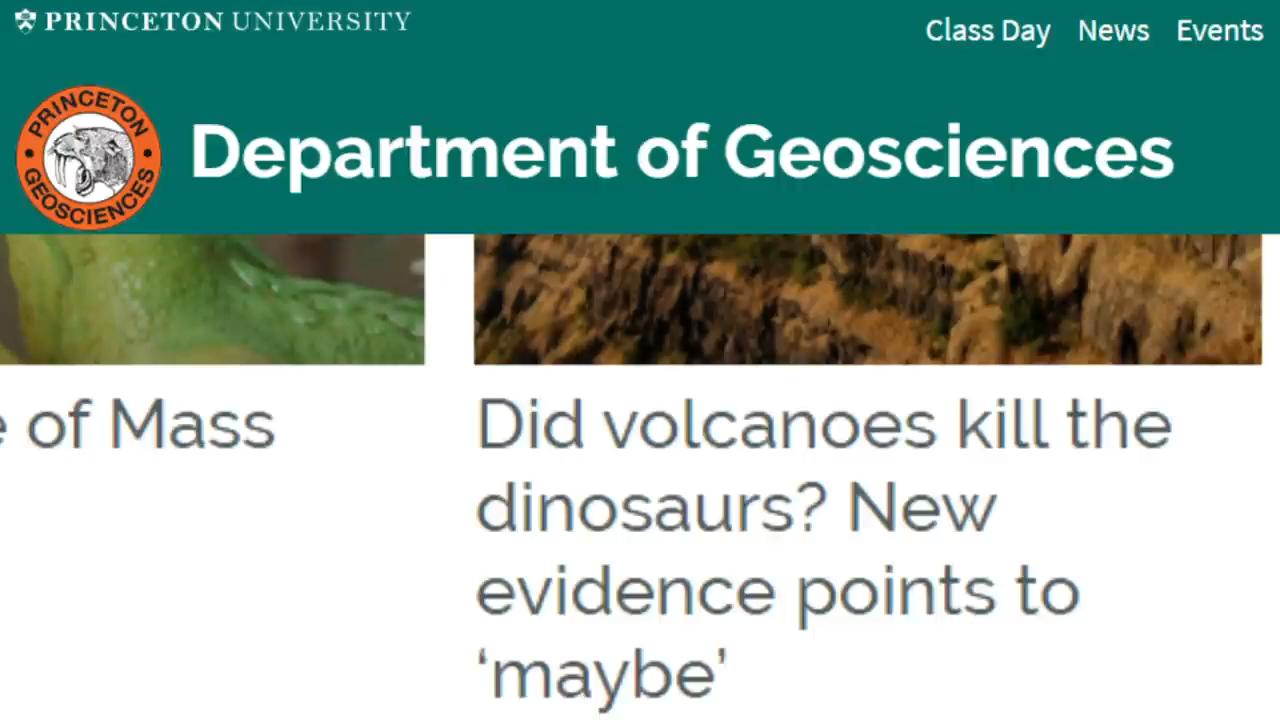 PRINCETON UNIVERSITY
Class Day News Events
PRINCETON
GEOSCIENCES
Department of Geosciences
of Mass
Did volcanoes kill the
dinosaurs? New
evidence points to
‘maybe’